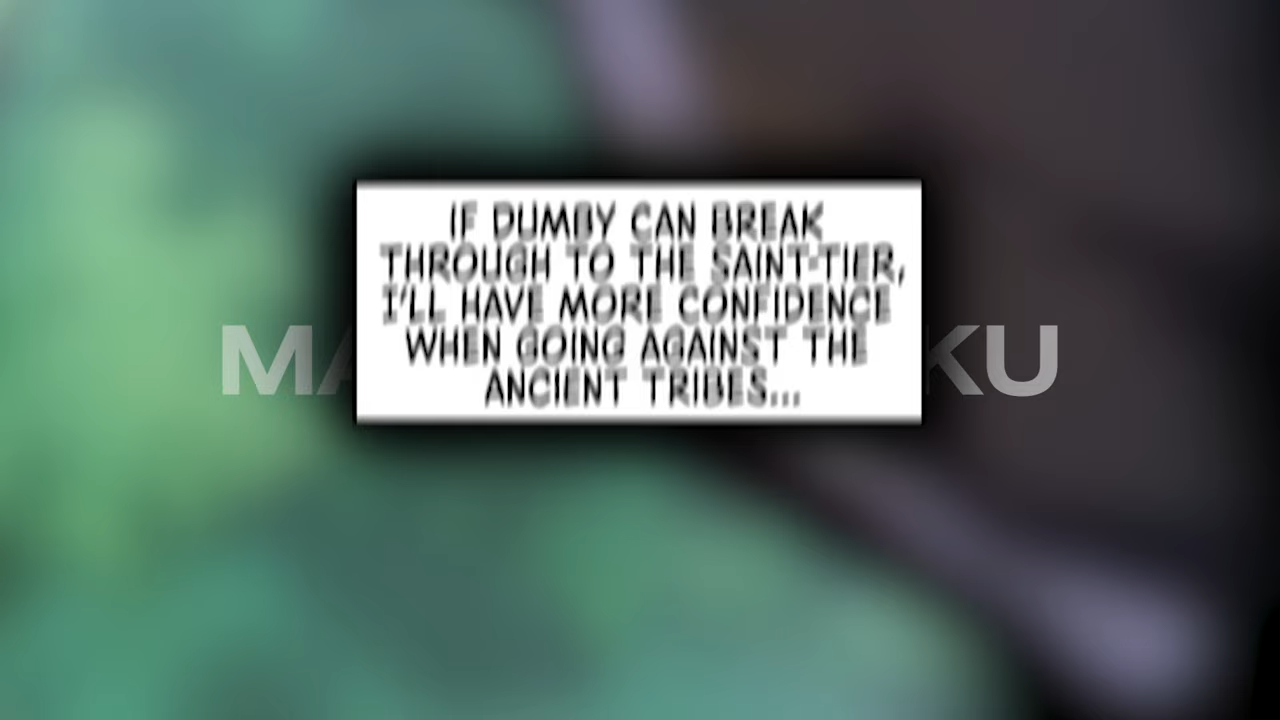 IF DUMBY CAN BREAK
THROUGH TO THE SAINT-TIER,
I'LL HAVE MORE CONFIDENCE
WHEN GOING AGAINST THE
ANCIENT TRIBES...